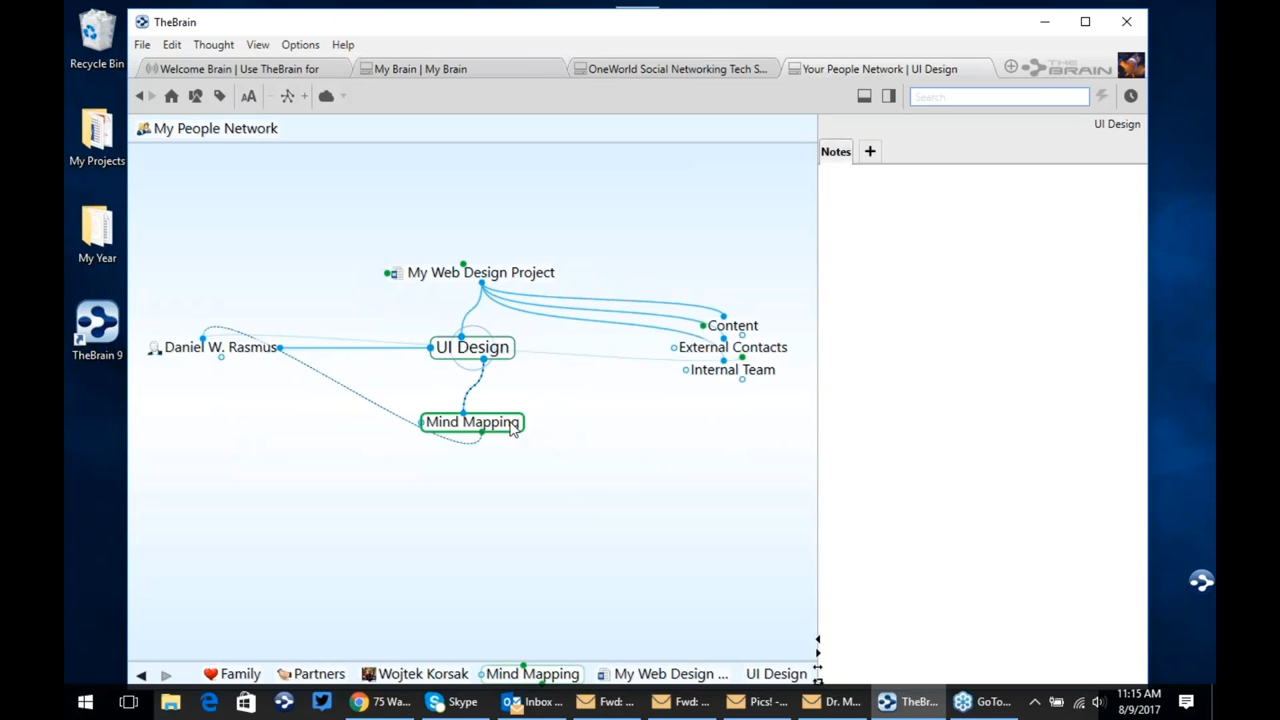 Recycle Bin
My Projects
My Year
TheBrain 9
TheBrain
File Edit Thought View Options Help
Welcome Brain | Use TheBrain for
My Brain | My Brain
OneWorld Social Networking Tech S...
Your People Network | UI Design
THE BRAIN
AA
Search
My People Network
UI Design
Notes +
My Web Design Project
Content
Daniel W. Rasmus
UI Design
External Contacts
Internal Team
Mind Mapping
Family
Partners
Wojtek Korsak
Mind Mapping
My Web Design ...
UI Design
75 Wa...
Skype
Inbox ...
Fwd: ...
Fwd: ...
Pics! -...
Dr. M...
TheBr...
GoTo...
11:15 AM
8/9/2017